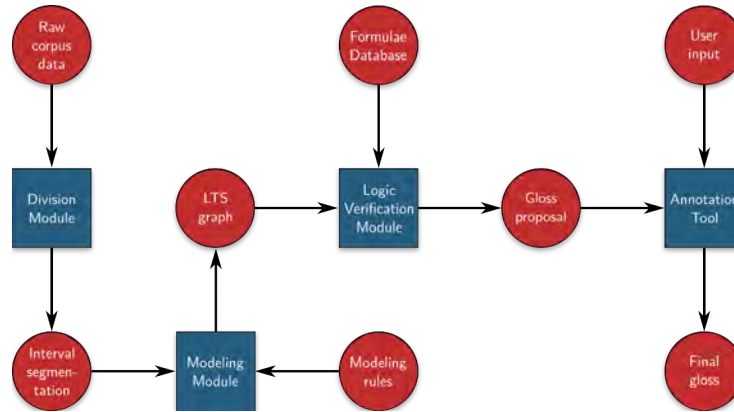 Raw
corpus
data
Formulae
Database
User
input
Division
Module
LTS
graph
Logic
Verification
Module
Gloss
proposal
Annotation
Tool
Interval
segmen-
tation
Modeling
Module
Modeling
rules
Final
gloss